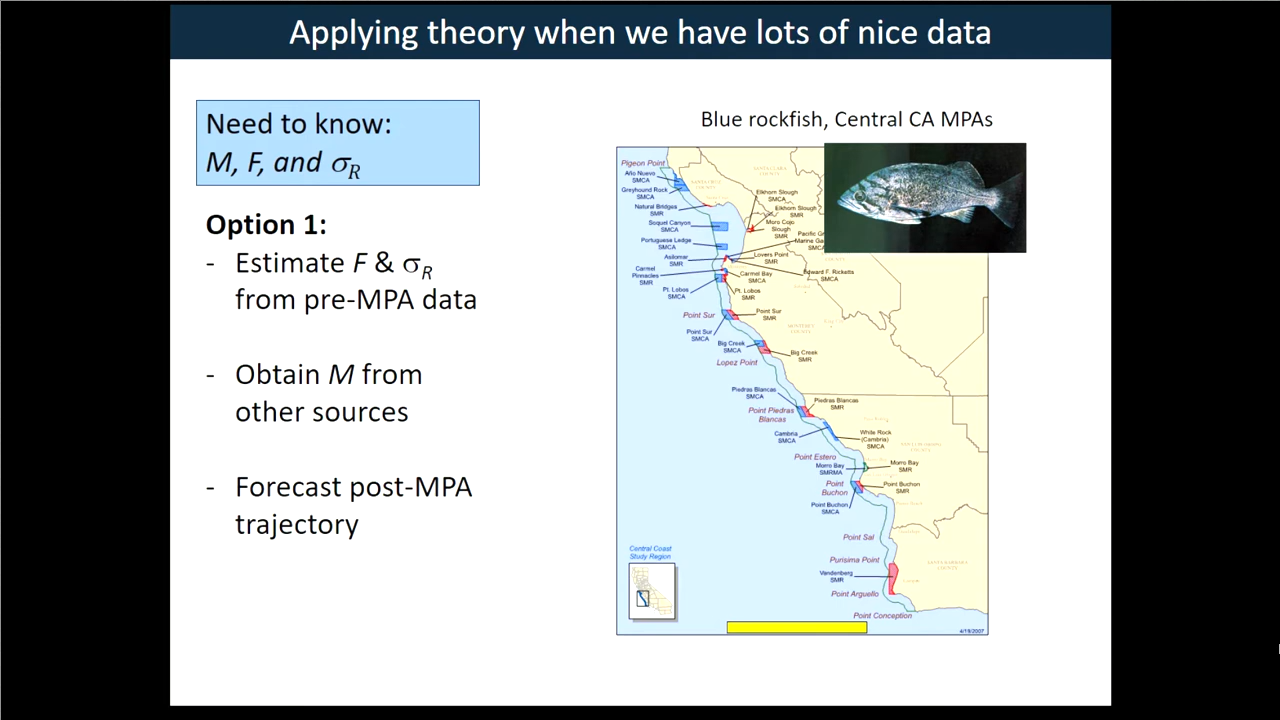 Applying theory when we have lots of nice data
Need to know:
M, F, and σR
Option 1:
- Estimate F & σR
from pre-MPA data
- Obtain M from
other sources
- Forecast post-MPA
trajectory
Blue rockfish, Central CA MPAs
Pigeon Point
Año Nuevo
SMCA
Greyhound Rock
SMCA
Natural Bridges
SMR
Soquel Canyon
SMCA
Portuguese Ledge
SMCA
Asilomar
SMR
Carmel
Pinnacles
SMR
Pt. Lobos
SMCA
Elkhorn Slough
SMCA
Elkhorn Slough
SMR
Moro Cojo
Slough
SMR
Pacific Gr
Marine Ga
SMCA
Lovers Point
SMR
Edward F. Ricketts
SMCA
Carmel Bay
SMCA
Pt. Lobos
SMR
Point Sur
Point Sur
SMR
Point Sur
SMCA
Big Creek
SMCA
Big Creek
SMR
Lopez Point
Piedras Blancas
SMCA
Piedras Blancas
SMR
Point Piedras
Blancas
Cambria
SMCA
White Rock
(Cambria)
SMCA
Point Estero
Morro Bay
SMRMA
Morro Bay
SMR
Point
Buchon
Point Buchon
SMR
Point Buchon
SMCA
Point Sal
Purisima Point
Vandenberg
SMR
Point Arguello
Point Conception
Central Coast
Study Region
4/19/2007